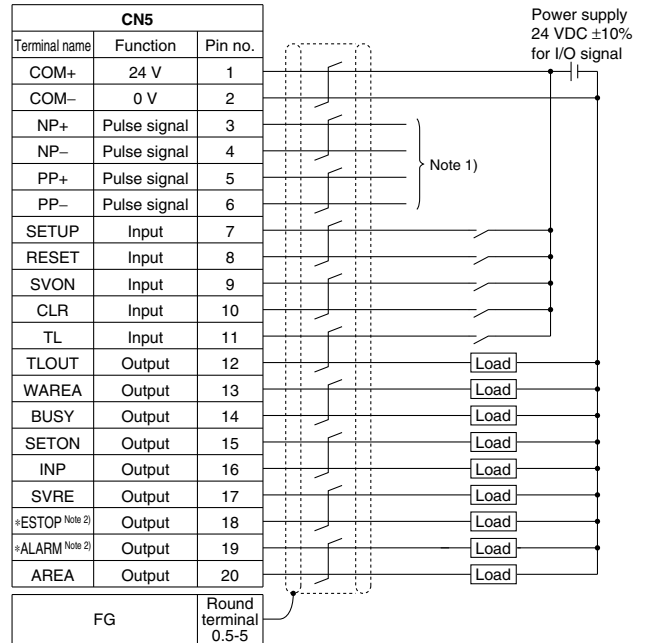 CN5
Power supply
24 VDC ±10%
for I/O signal
Terminal name Function Pin no.
COM+ 24 V 1
COM− 0 V 2
NP+ Pulse signal 3
NP− Pulse signal 4
Note 1)
PP+ Pulse signal 5
PP− Pulse signal 6
SETUP Input 7
RESET Input 8
SVON Input 9
CLR Input 10
TL Input 11
TLOUT Output 12 Load
WAREA Output 13 Load
BUSY Output 14 Load
SETON Output 15 Load
INP Output 16 Load
SVRE Output 17 Load
*ESTOP Note 2) Output 18 Load
*ALARM Note 2) Output 19 Load
AREA Output 20 Load
FG Round
terminal
0.5-5